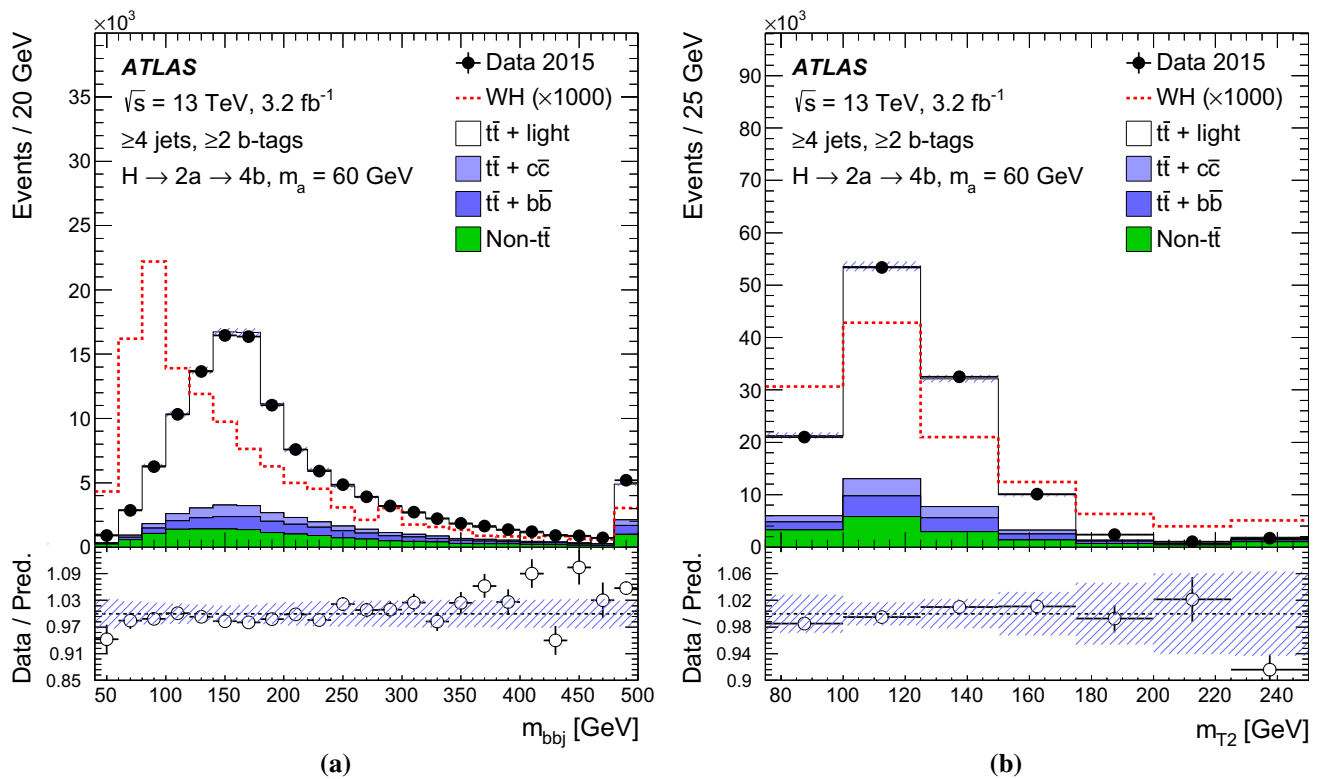 ×10³
Events / 20 GeV
35
30
25
20
15
10
5
0
ATLAS
√s = 13 TeV, 3.2 fb⁻¹
≥4 jets, ≥2 b-tags
H → 2a → 4b, mₐ = 60 GeV
Data 2015
WH (×1000)
tt̄ + light
tt̄ + cc̄
tt̄ + bb̄
Non-tt̄
Data / Pred.
1.09
1.03
0.97
0.91
0.85
50 100 150 200 250 300 350 400 450 500
m_bbj [GeV]
(a)
×10³
Events / 25 GeV
90
80
70
60
50
40
30
20
10
0
ATLAS
√s = 13 TeV, 3.2 fb⁻¹
≥4 jets, ≥2 b-tags
H → 2a → 4b, mₐ = 60 GeV
Data 2015
WH (×1000)
tt̄ + light
tt̄ + cc̄
tt̄ + bb̄
Non-tt̄
Data / Pred.
1.06
1.02
0.98
0.94
0.9
80 100 120 140 160 180 200 220 240
m_T2 [GeV]
(b)